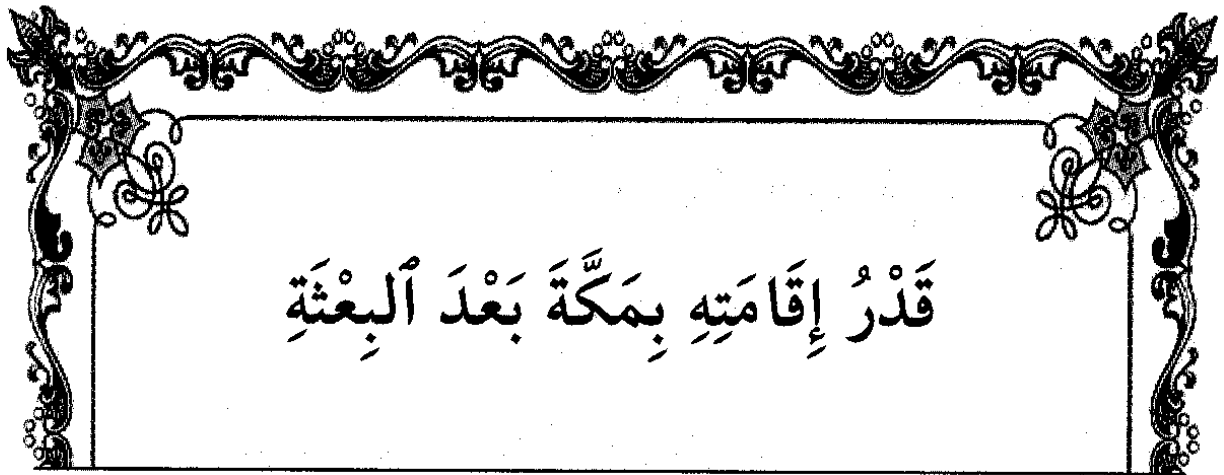 قَدْرُ إِقَامَتِهِ بِمَكَّةَ بَعْدَ ٱلبِعْثَةِ